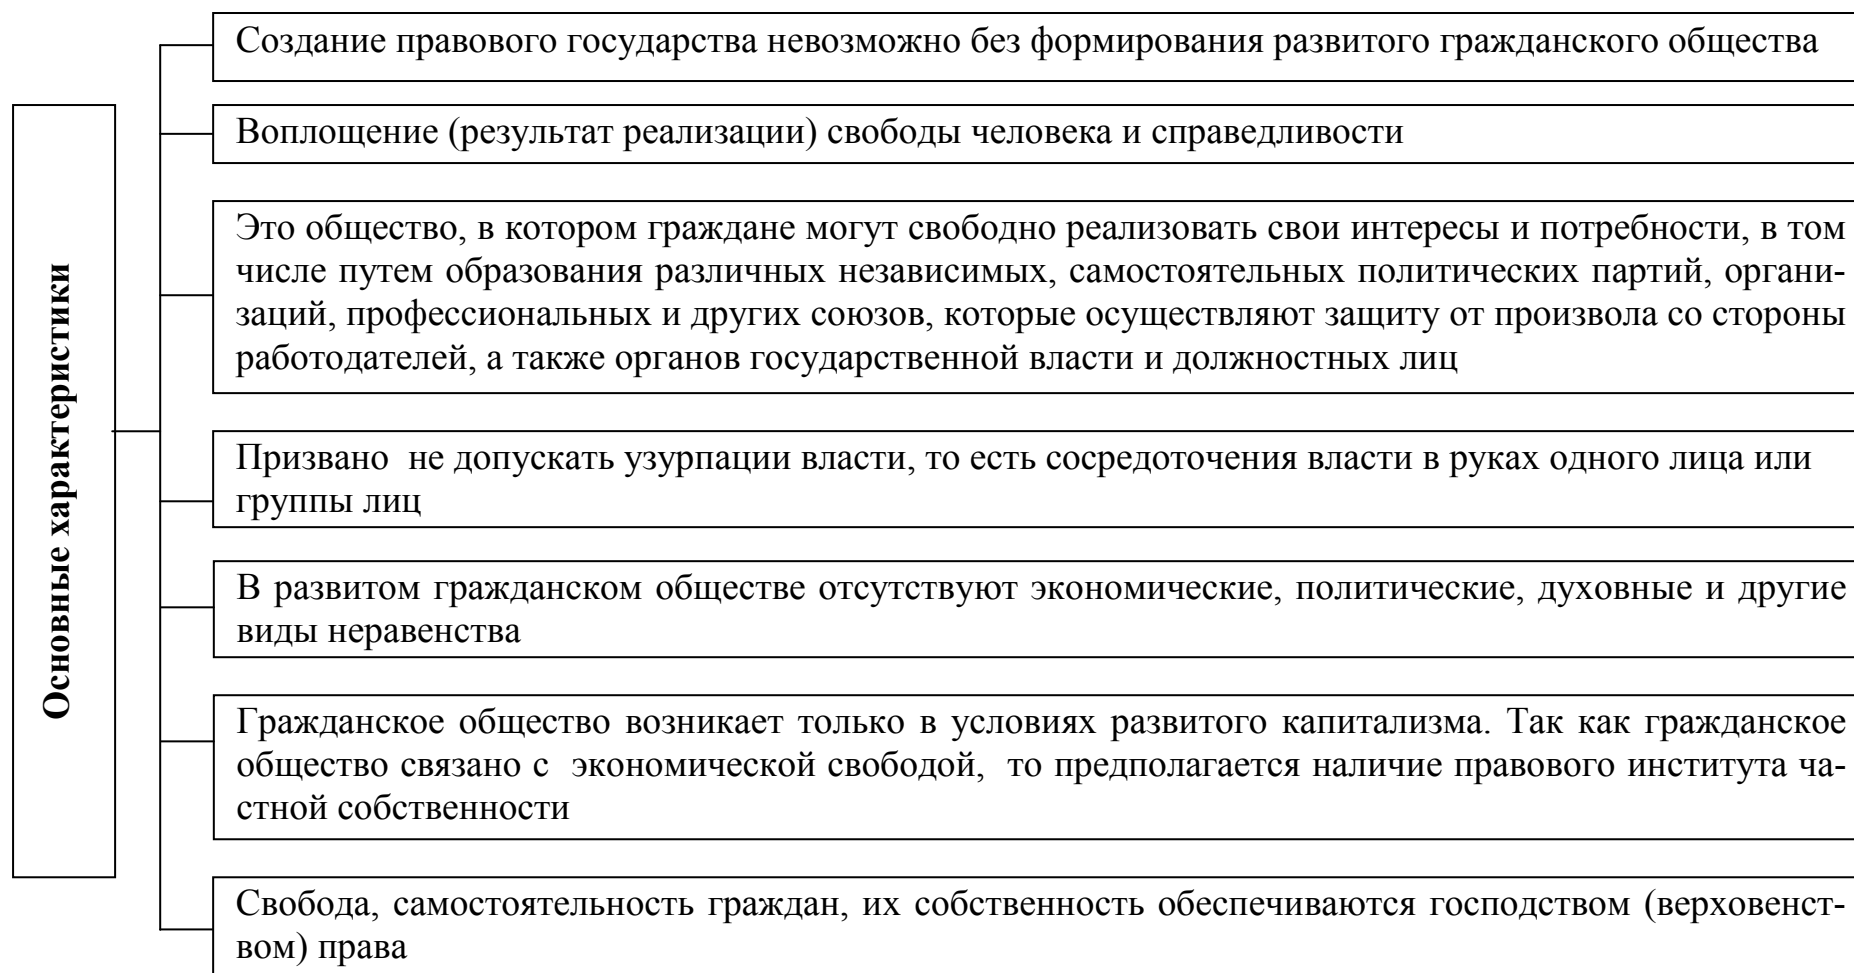 Основные характеристики
Создание правового государства невозможно без формирования развитого гражданского общества
Воплощение (результат реализации) свободы человека и справедливости
Это общество, в котором граждане могут свободно реализовать свои интересы и потребности, в том
числе путем образования различных независимых, самостоятельных политических партий, органи-
заций, профессиональных и других союзов, которые осуществляют защиту от произвола со стороны
работодателей, а также органов государственной власти и должностных лиц
Призвано  не допускать узурпации власти, то есть сосредоточения власти в руках одного лица или
группы лиц
В развитом гражданском обществе отсутствуют экономические, политические, духовные и другие
виды неравенства
Гражданское общество возникает только в условиях развитого капитализма. Так как гражданское
общество связано с  экономической свободой,  то предполагается наличие правового института ча-
стной собственности
Свобода, самостоятельность граждан, их собственность обеспечиваются господством (верховенст-
вом) права